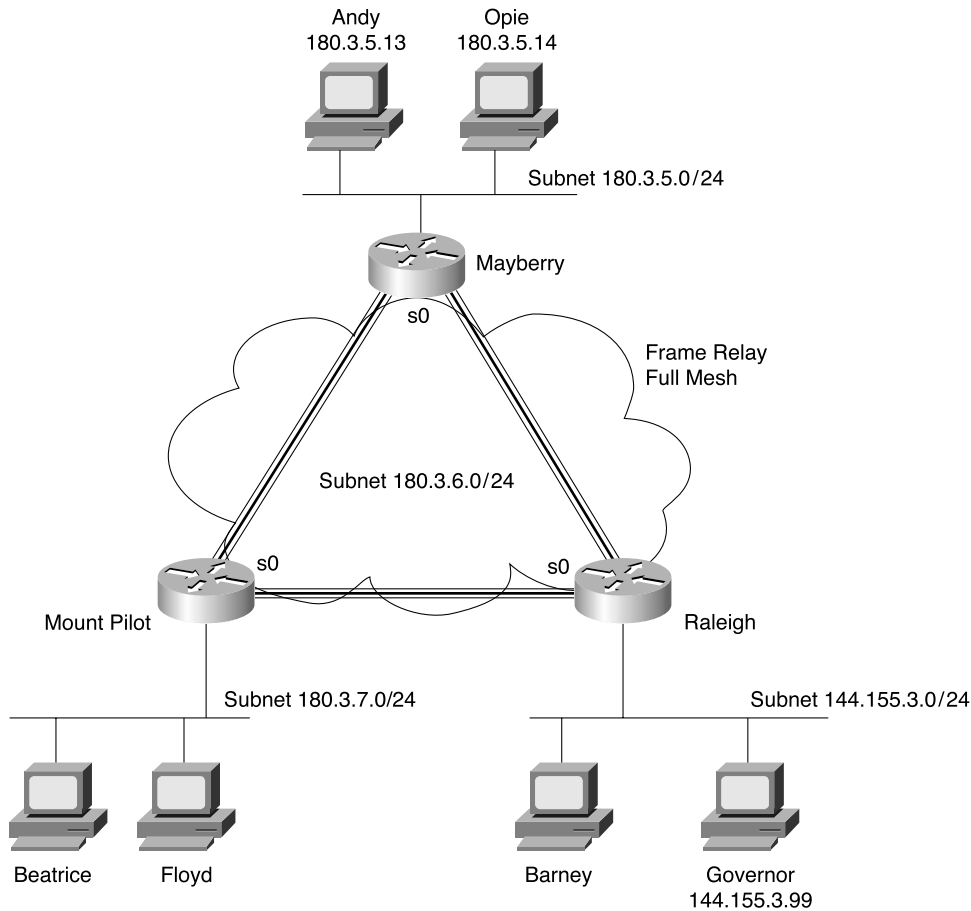 Andy
180.3.5.13
Opie
180.3.5.14
Subnet 180.3.5.0/24
Mayberry
s0
Frame Relay
Full Mesh
Subnet 180.3.6.0/24
s0
s0
Mount Pilot
Raleigh
Subnet 180.3.7.0/24
Subnet 144.155.3.0/24
Beatrice
Floyd
Barney
Governor
144.155.3.99